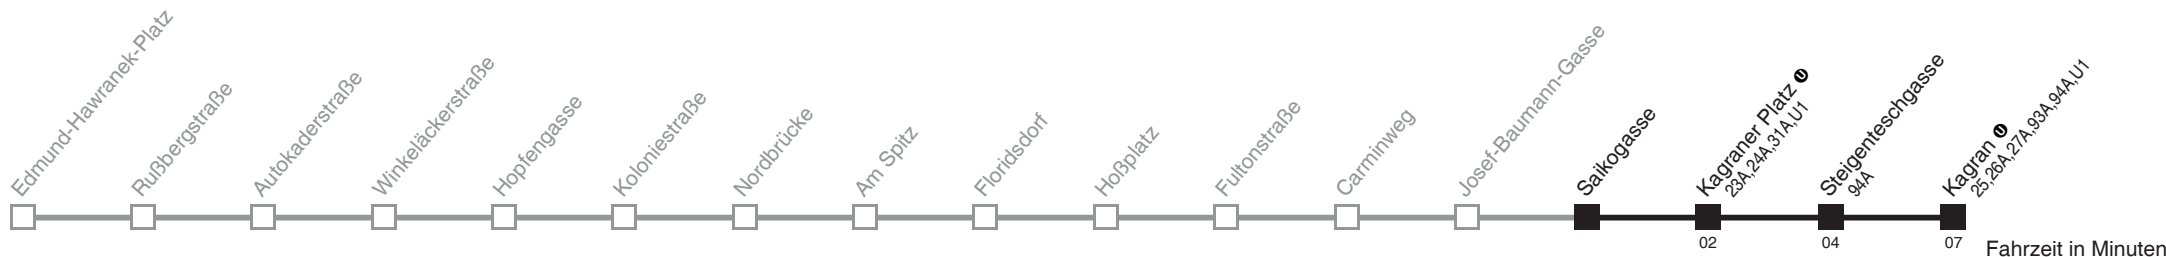 Edmund-Hawranek-Platz
Rußbergstraße
Autokaderstraße
Winkeläckerstraße
Hopfengasse
Koloniestraße
Nordbrücke
Am Spitz
Floridsdorf
Hoßplatz
Fultonstraße
Carminweg
Josef-Baumann-Gasse
Saikogasse
Kagraner Platz U
23A,24A,31A,U1
Steigenteschgasse
94A
Kagran U
25,26A,27A,93A,94A,U1
02
04
07
Fahrzeit in Minuten